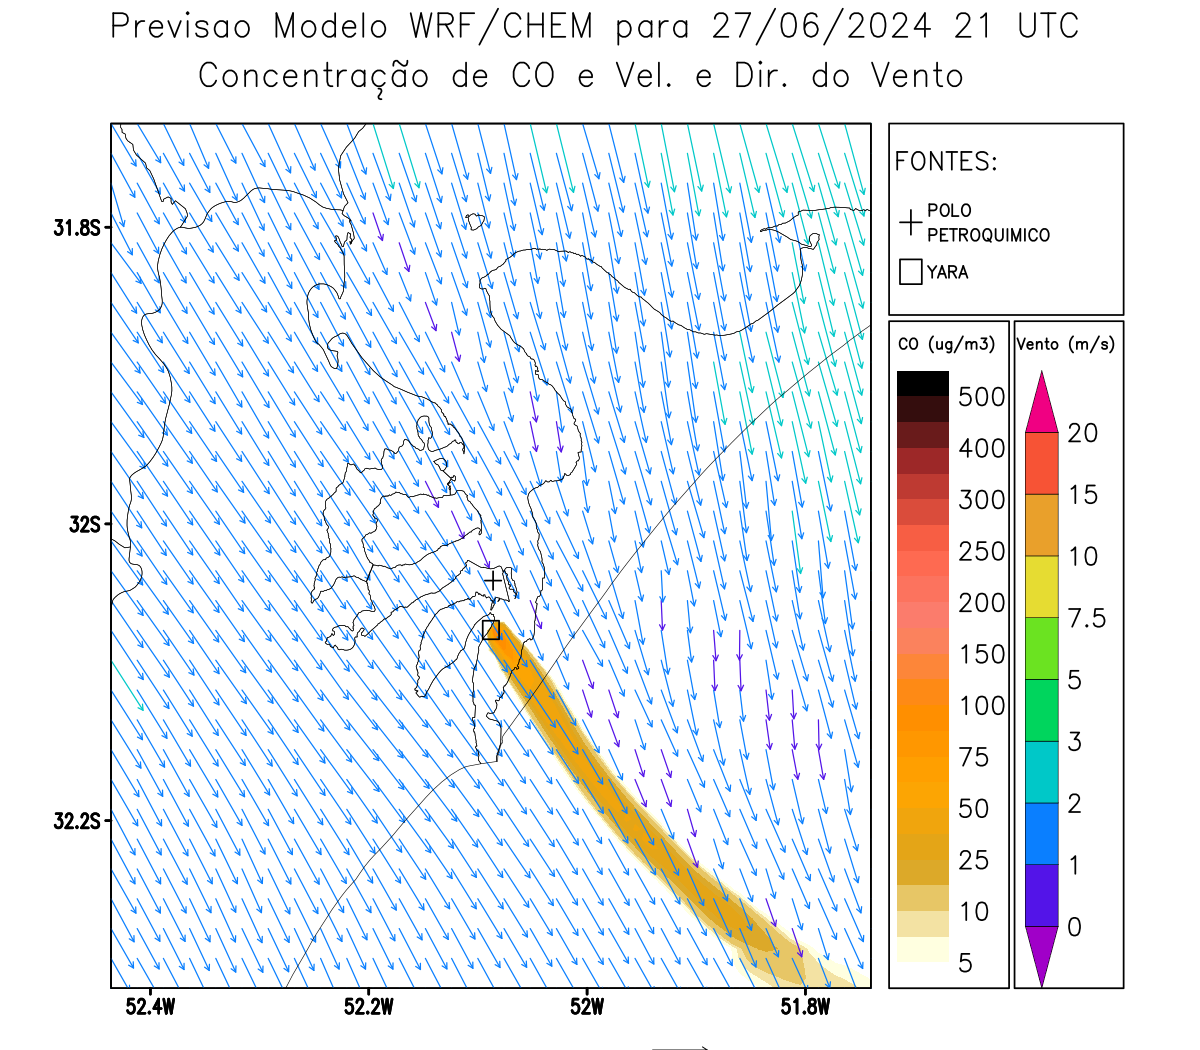 Previsao Modelo WRF/CHEM para 27/06/2024 21 UTC
Concentração de CO e Vel. e Dir. do Vento
FONTES:
POLO
PETROQUIMICO
YARA
CO (ug/m3)
500
400
300
250
200
150
100
75
50
25
10
5
Vento (m/s)
20
15
10
7.5
5
3
2
1
0
31.8S
32S
32.2S
52.4W
52.2W
52W
51.8W